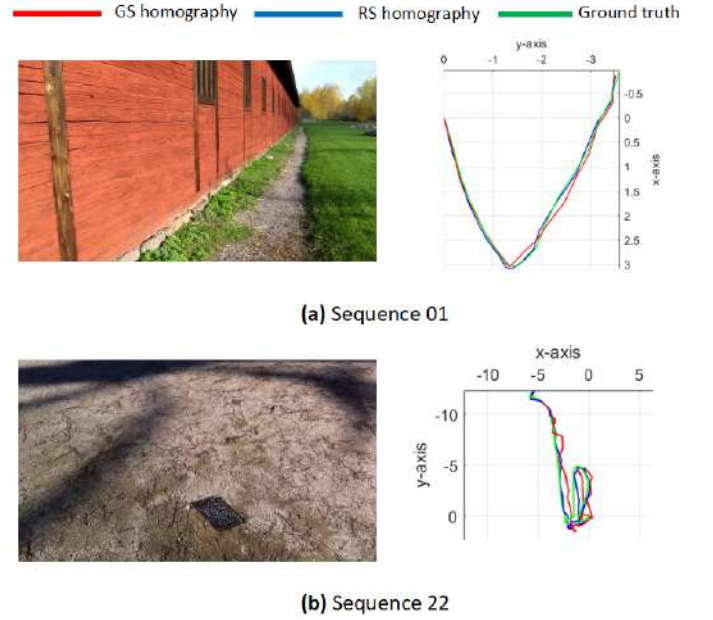 GS homography RS homography Ground truth
y-axis
0 -1 -2 -3
-0.5
0
0.5
1
1.5
2
2.5
3
x-axis
(a) Sequence 01
x-axis
-10 -5 0 5
-10
-5
0
y-axis
(b) Sequence 22